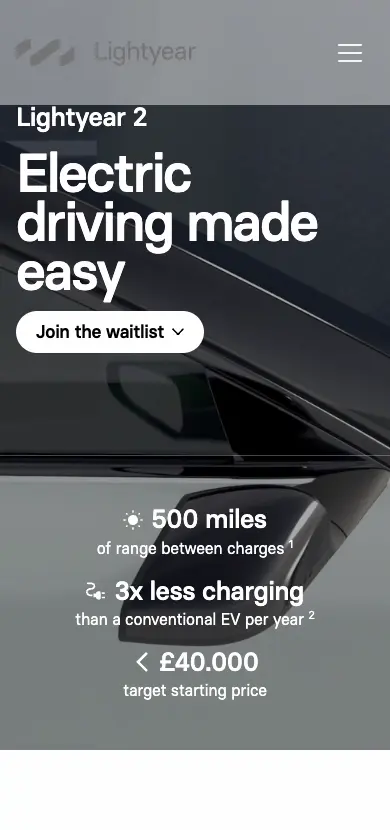 Lightyear
Lightyear 2
Electric
driving made
easy
Join the waitlist
500 miles
of range between charges 1
3x less charging
than a conventional EV per year 2
< £40.000
target starting price